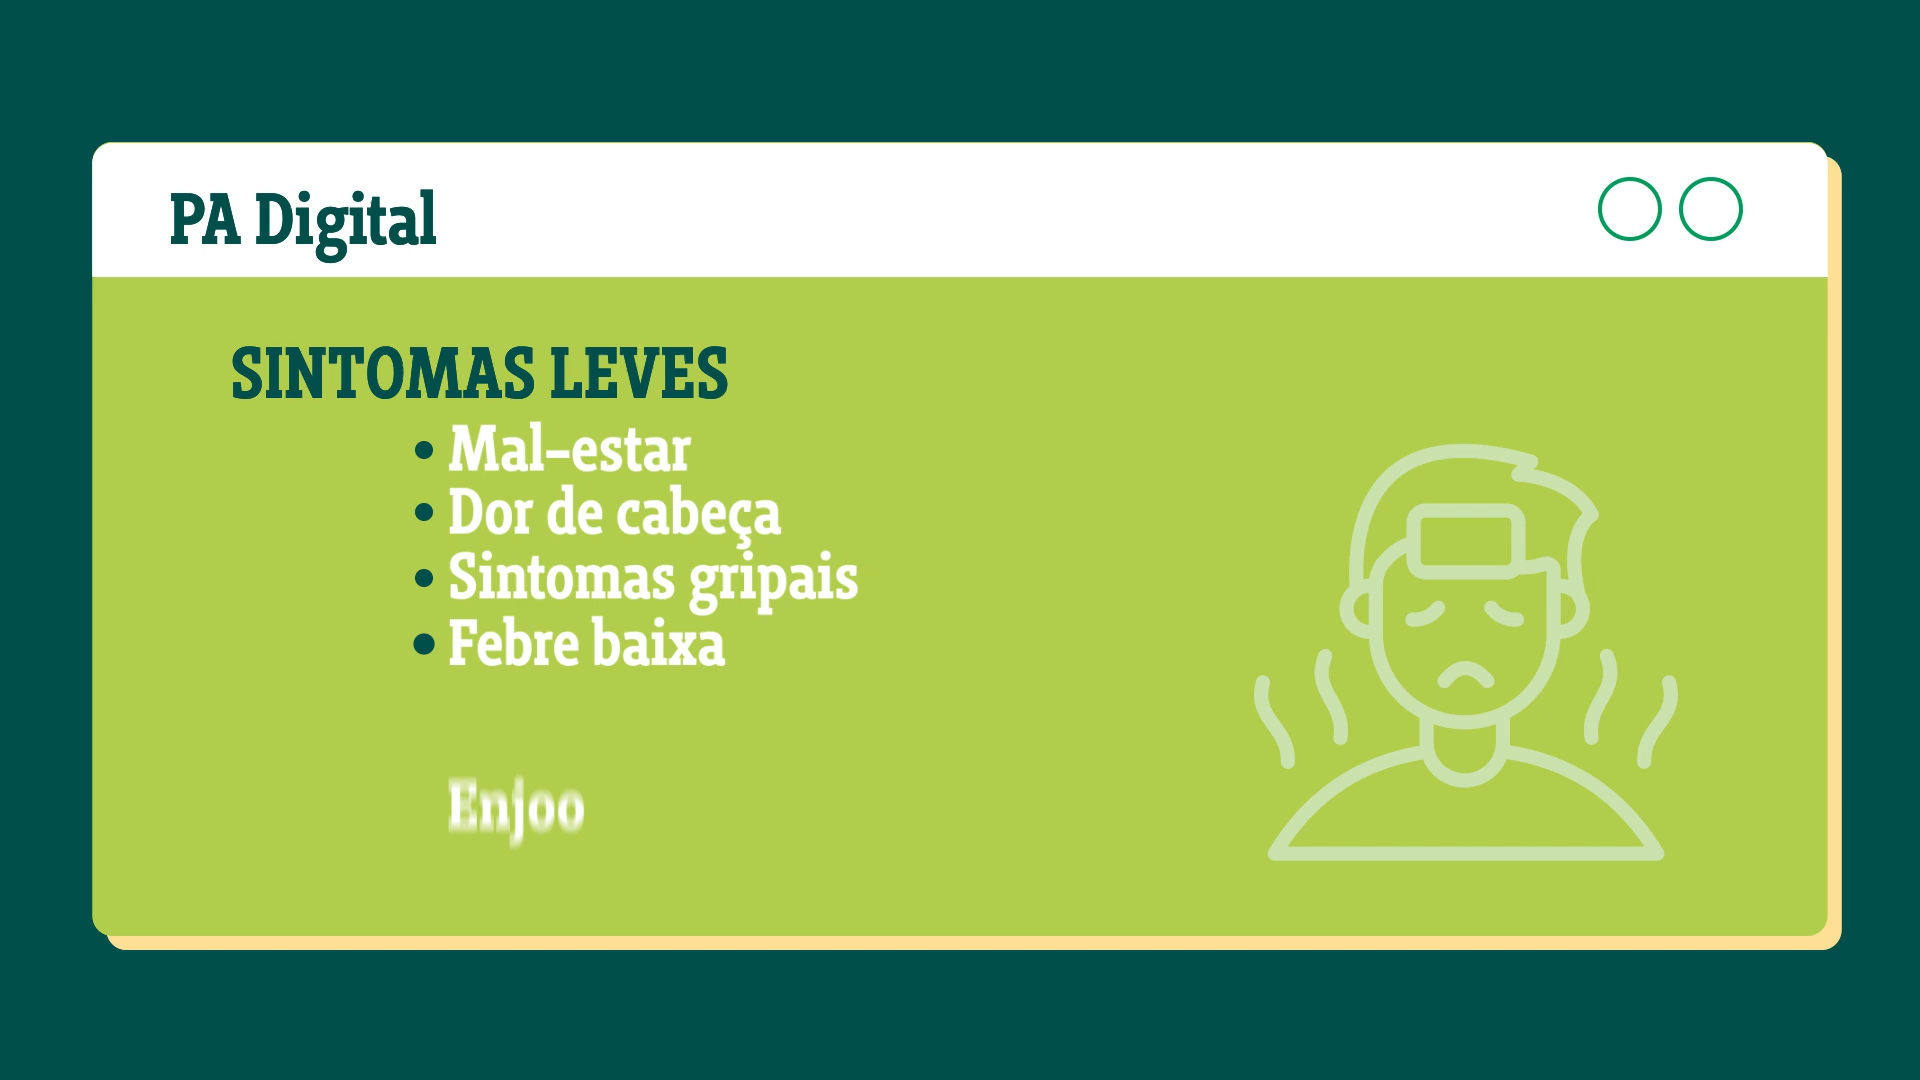 PA Digital
SINTOMAS LEVES
• Mal-estar
• Dor de cabeça
• Sintomas gripais
• Febre baixa
Enjoo